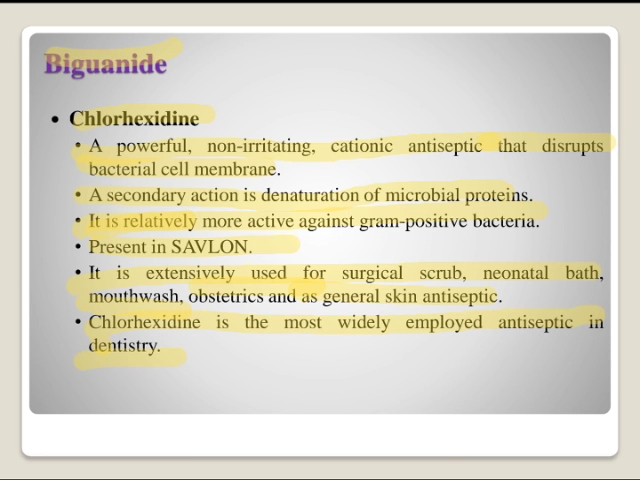 Biguanide
• Chlorhexidine
• A powerful, non-irritating, cationic antiseptic that disrupts
bacterial cell membrane.
• A secondary action is denaturation of microbial proteins.
• It is relatively more active against gram-positive bacteria.
• Present in SAVLON.
• It is extensively used for surgical scrub, neonatal bath,
mouthwash, obstetrics and as general skin antiseptic.
• Chlorhexidine is the most widely employed antiseptic in
dentistry.